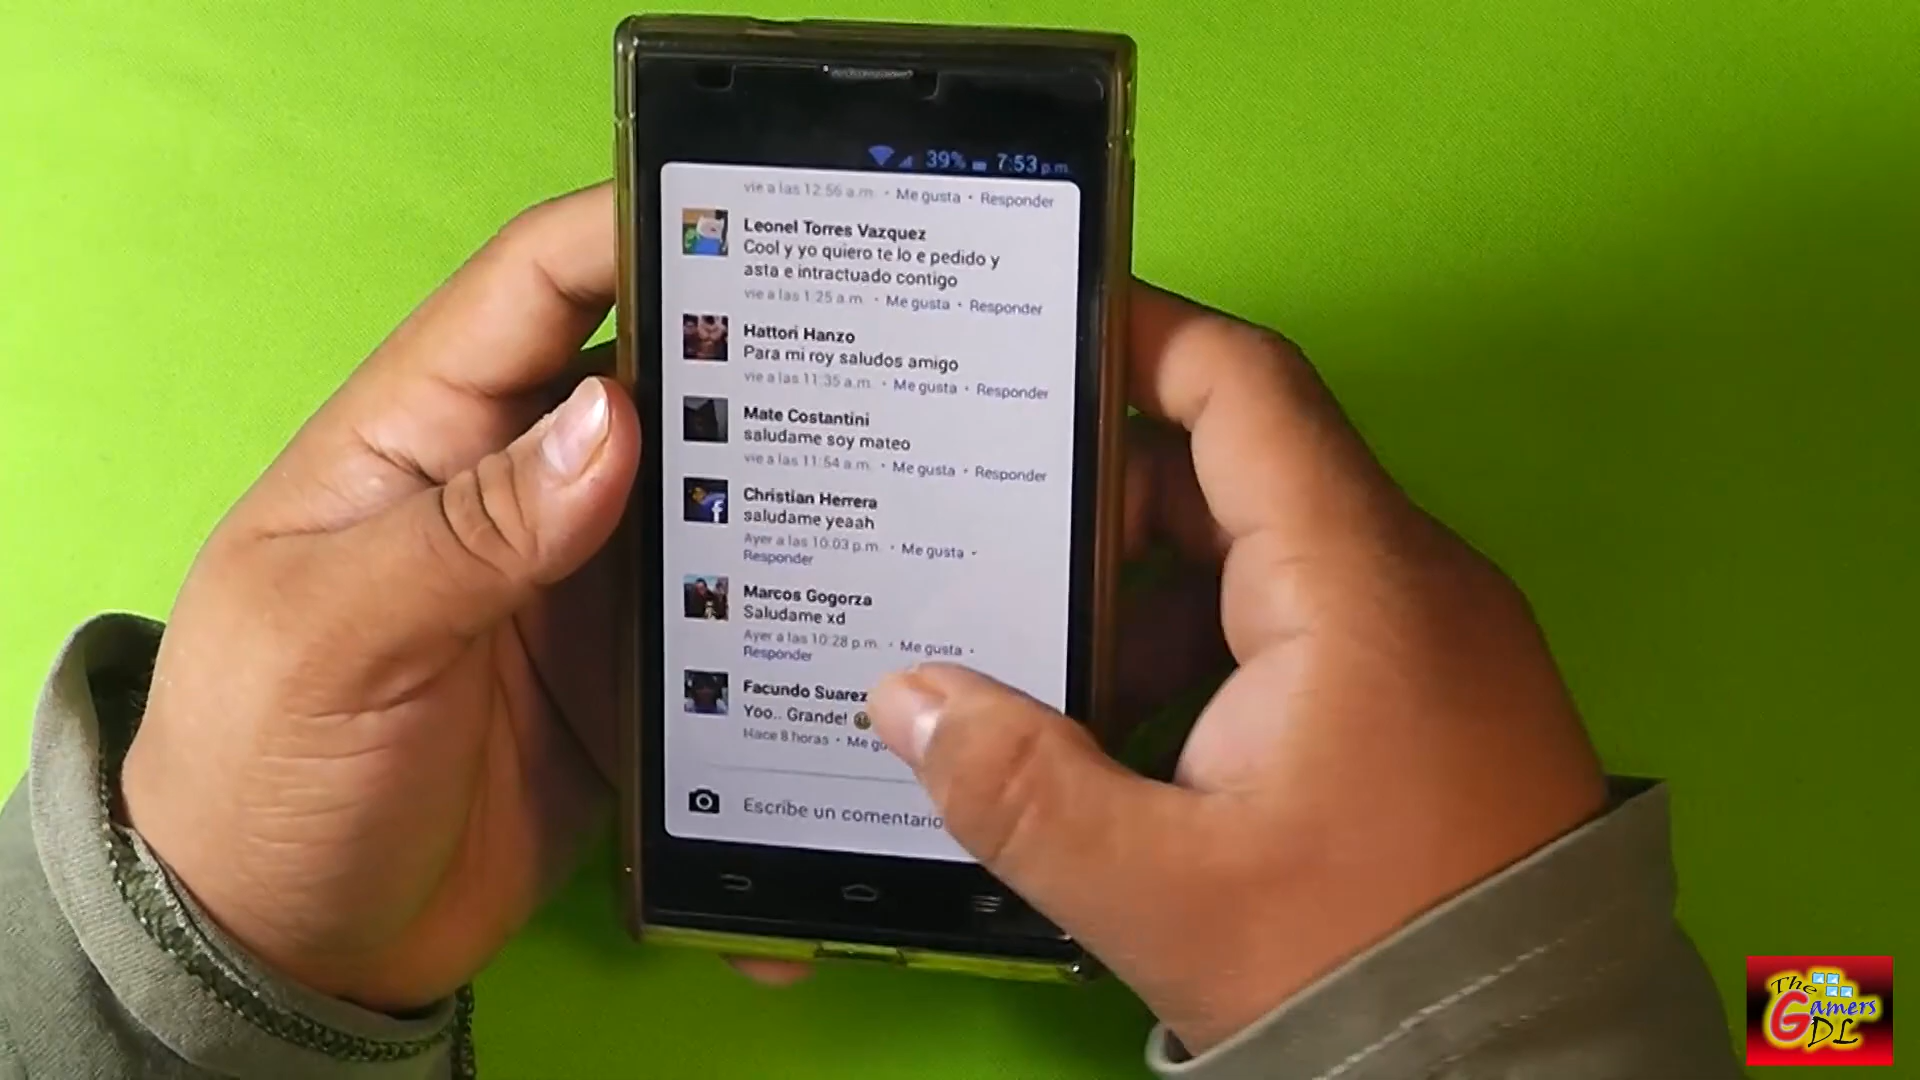 39% 7:53 p.m.
vie a las 12:56 a.m. • Me gusta • Responder
Leonel Torres Vazquez
Cool y yo quiero te lo e pedido y
asta e intractuado contigo
vie a las 1:25 a.m. • Me gusta • Responder
Hattori Hanzo
Para mi roy saludos amigo
vie a las 11:35 a.m. • Me gusta • Responder
Mate Costantini
saludame soy mateo
vie a las 11:54 a.m. • Me gusta • Responder
Christian Herrera
saludame yeaah
Ayer a las 10:03 p.m. • Me gusta •
Responder
Marcos Gogorza
Saludame xd
Ayer a las 10:28 p.m. • Me gusta •
Responder
Facundo Suarez
Yoo.. Grande!
Hace 8 horas • Me gu
Escribe un comentario
The
Gamers
DL